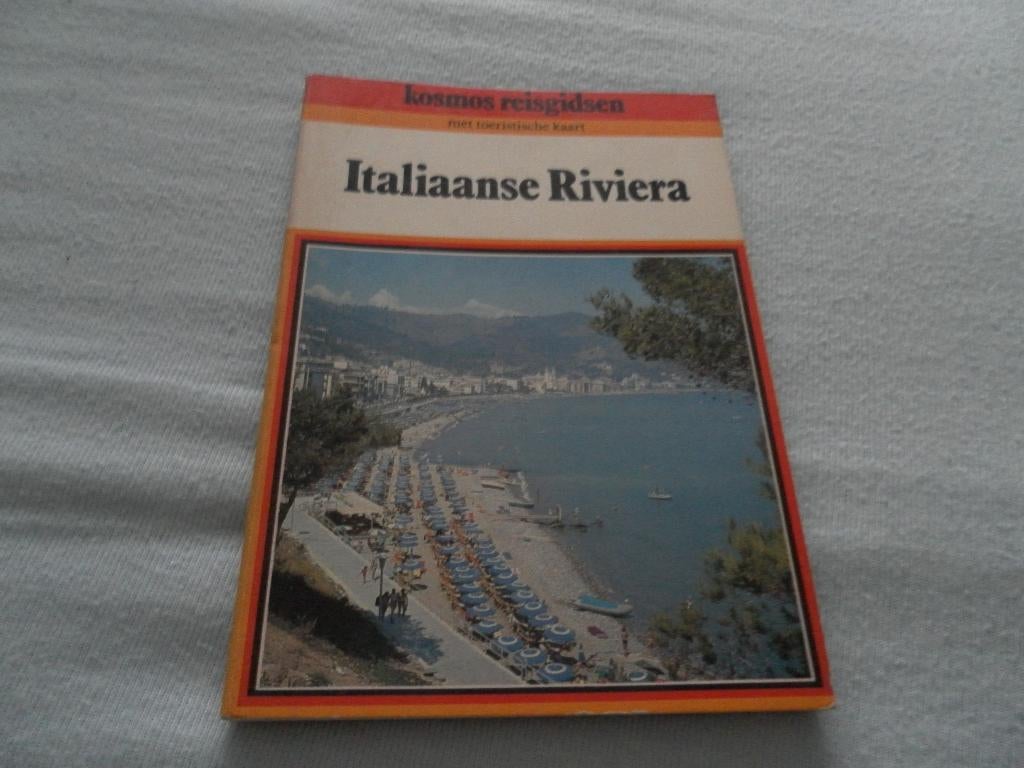 kosmos reisgidsen
met toeristische kaart
Italiaanse Riviera